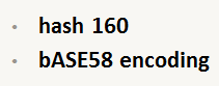 • hash 160
• bASE58 encoding